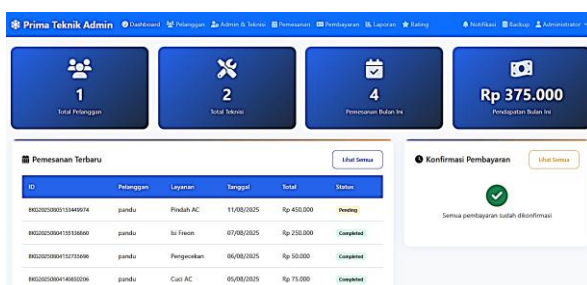 Prima Teknik Admin Dashboard Pelanggan Admin & Teknisi Pemesanan Pembayaran Laporan Rating Notifikasi Backup Administrator
1
Total Pelanggan
2
Total Teknisi
4
Pemesanan Bulan Ini
Rp 375.000
Pendapatan Bulan Ini
Pemesanan Terbaru
Lihat Semua
ID Pelanggan Layanan Tanggal Total Status
pandu Pindah AC 11/08/2025 Rp 450.000 Pending
pandu Isi Freon 07/08/2025 Rp 250.000 Completed
pandu Pengecekan 06/08/2025 Rp 50.000 Completed
pandu Cuci AC 05/08/2025 Rp 75.000 Completed
Konfirmasi Pembayaran
Lihat Semua
Semua pembayaran sudah dikonfirmasi